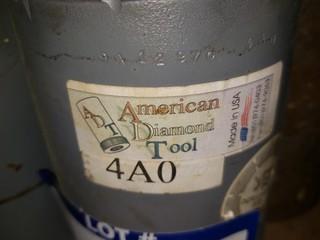 ADT
American
Diamond
Tool
4A0
Made in USA
LOT #